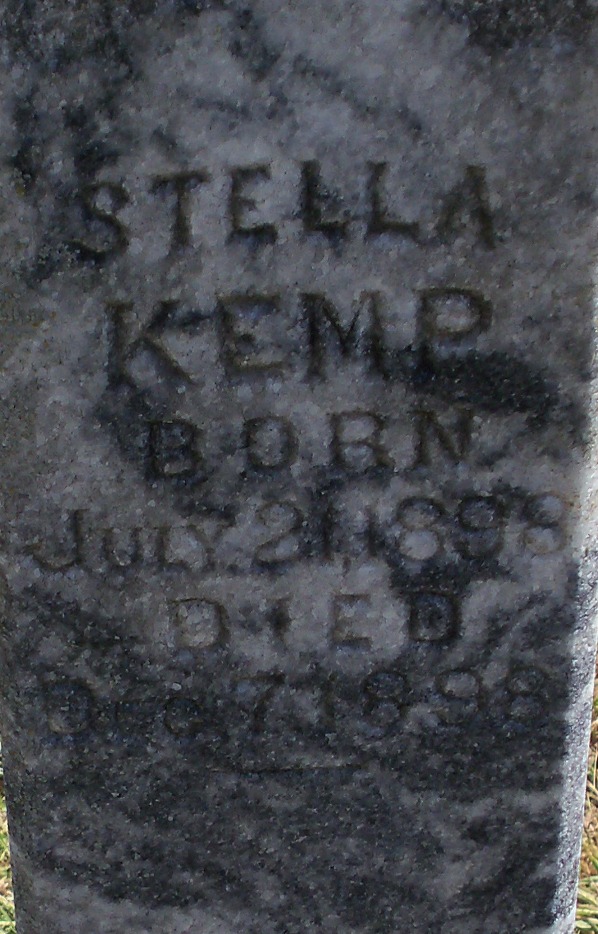 STELLA
KEMP
BORN
JULY 21, 1898
DIED
DEC. 7, 1898